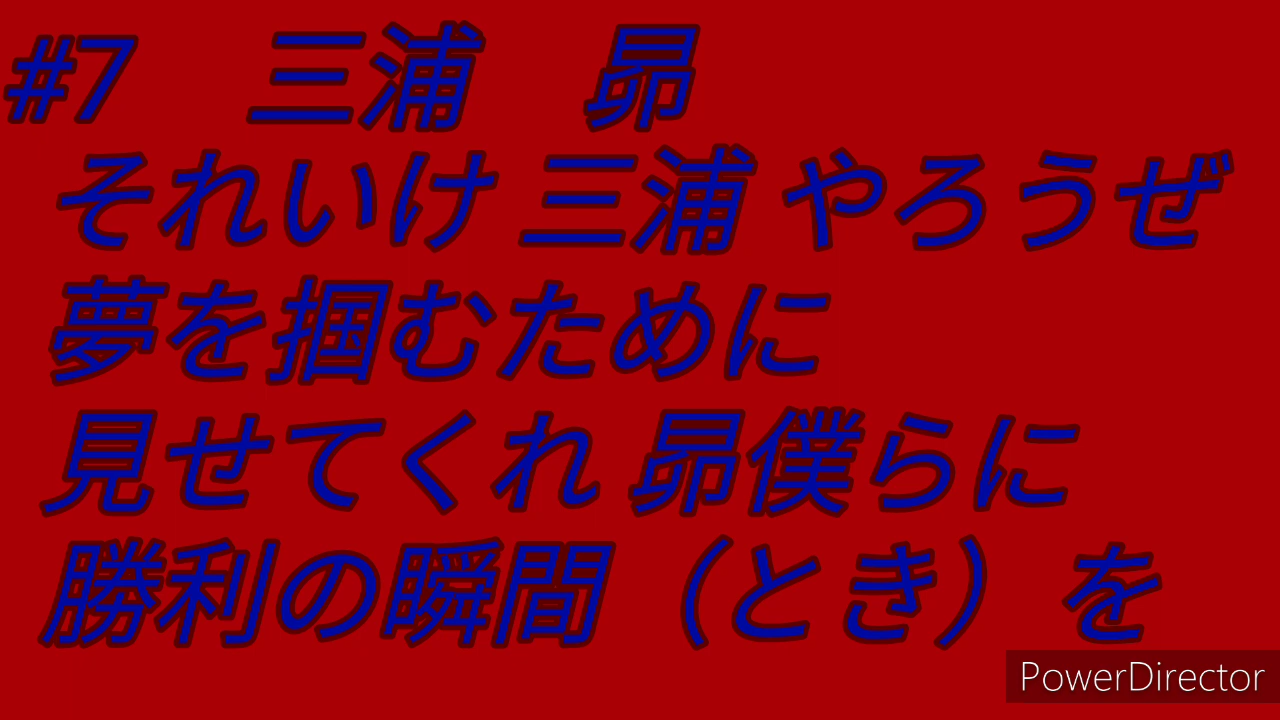 #7　三浦　昴
それいけ 三浦 やろうぜ
夢を掴むために
見せてくれ 昴僕らに
勝利の瞬間（とき）を
PowerDirector